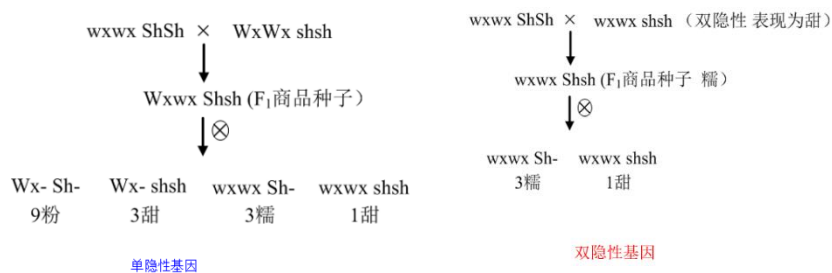 wxwx ShSh × WxWx shsh
Wxwx Shsh (F₁商品种子)
⊗
Wx- Sh- Wx- shsh wxwx Sh- wxwx shsh
9粉 3甜 3糯 1甜
单隐性基因
wxwx ShSh × wxwx shsh （双隐性 表现为甜）
wxwx Shsh (F₁商品种子 糯)
⊗
wxwx Sh- wxwx shsh
3糯 1甜
双隐性基因